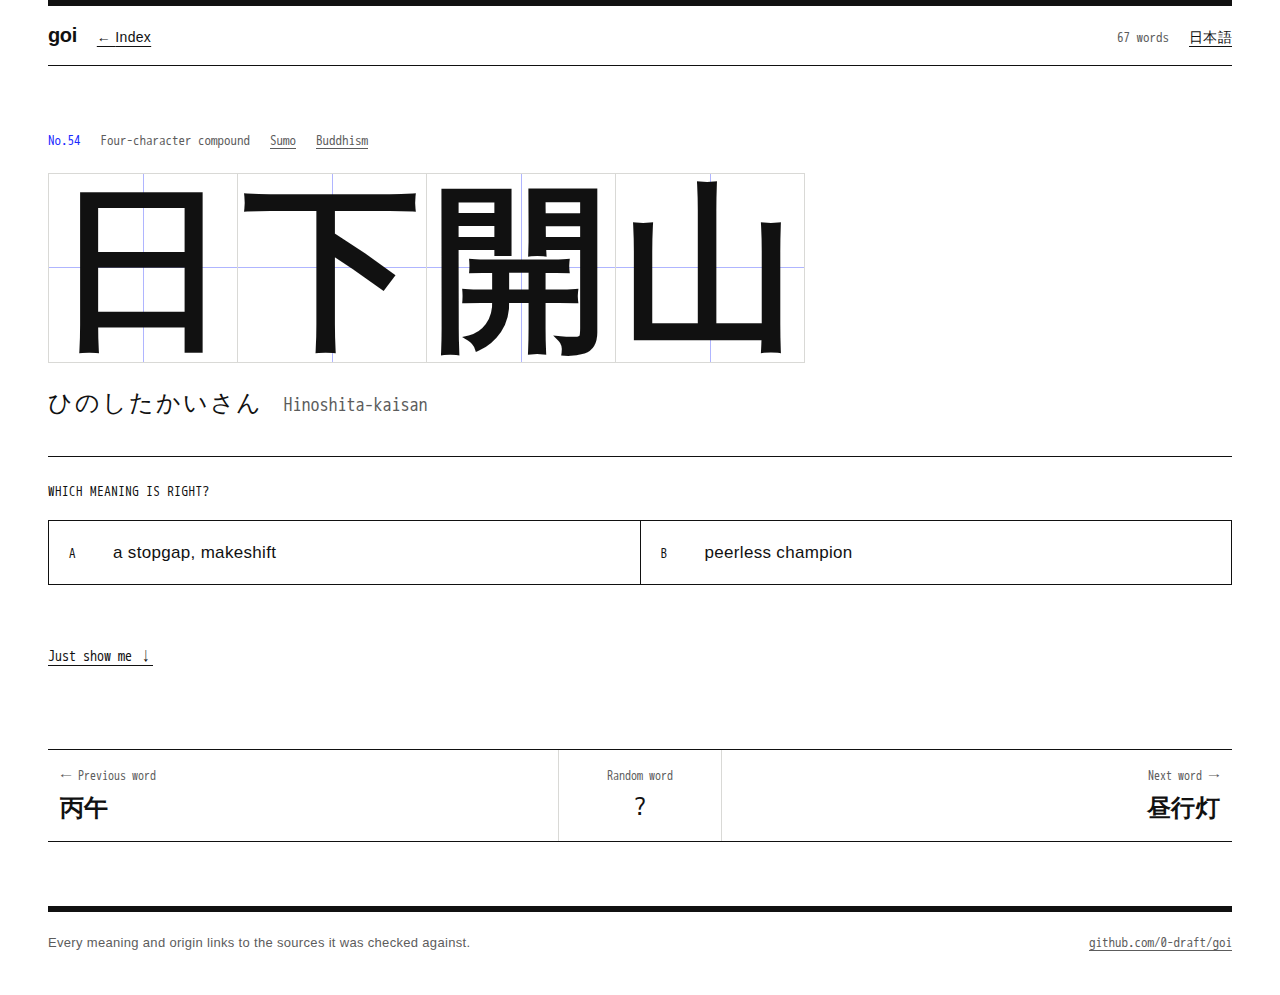 goi ← Index 67 words 日本語
No.54 Four-character compound Sumo Buddhism
日下開山
ひのしたかいさん Hinoshita-kaisan
WHICH MEANING IS RIGHT?
A a stopgap, makeshift B peerless champion
Just show me ↓
← Previous word Random word Next word →
丙午 ? 昼行灯
Every meaning and origin links to the sources it was checked against. github.com/0-draft/goi